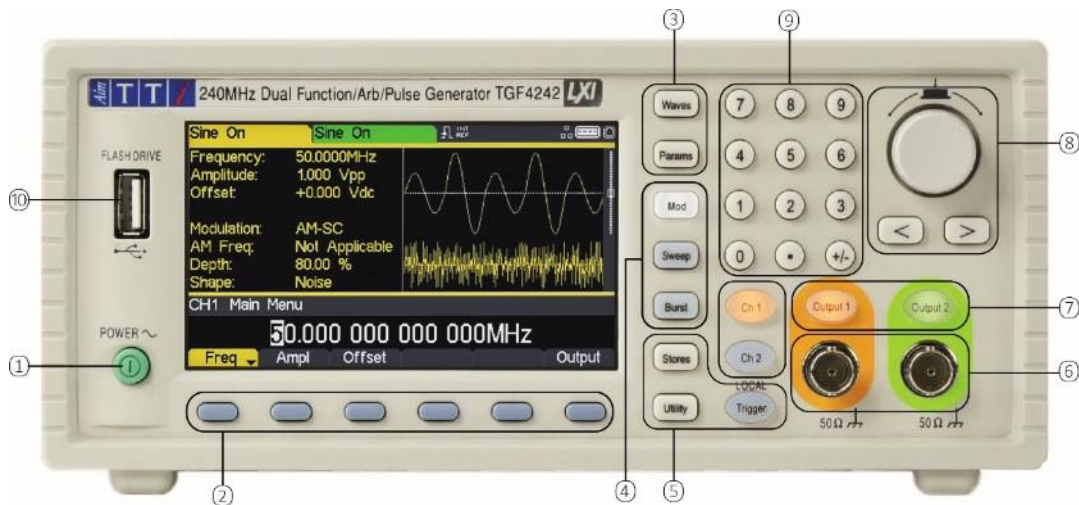 ③
⑨
Aim TTi 240MHz Dual Function/Arb/Pulse Generator TGF4242 LXI
Waves
7 8 9
Sine On Sine On INT REF
FLASH DRIVE
Frequency: 50.0000MHz
Amplitude: 1.000 Vpp
Offset: +0.000 Vdc
Params
4 5 6
⑧
⑩
Modulation: AM-SC
AM Freq: Not Applicable
Depth: 80.00 %
Shape: Noise
Mod
1 2 3
< >
④
Sweep
0 . +/-
CH1 Main Menu
Burst
Ch 1
Output 1
Output 2
⑦
POWER
50.000 000 000 000MHz
①
Freq Ampl Offset Output
Stores
Ch 2
⑥
LOCAL
Utility
Trigger
50Ω
50Ω
②
④
⑤